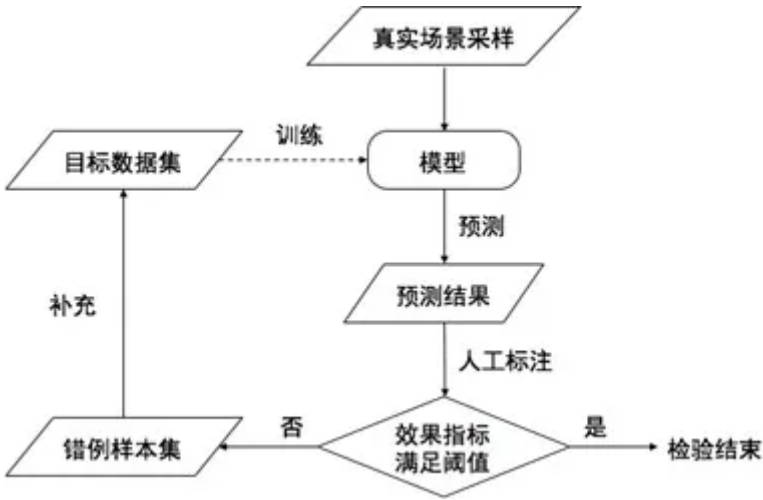 真实场景采样
训练
目标数据集
模型
预测
预测结果
补充
人工标注
否
效果指标
满足阈值
是
错例样本集
检验结束